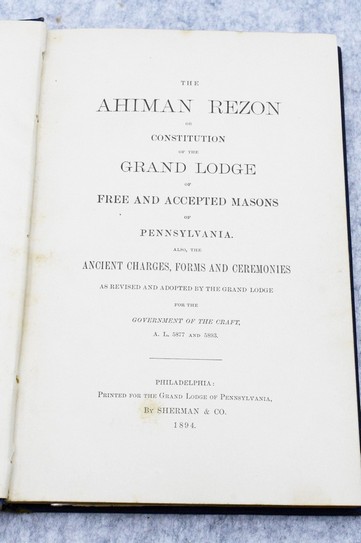 THE
AHIMAN REZON
OR
CONSTITUTION
OF THE
GRAND LODGE
OF
FREE AND ACCEPTED MASONS
OF
PENNSYLVANIA.
ALSO, THE
ANCIENT CHARGES, FORMS AND CEREMONIES
AS REVISED AND ADOPTED BY THE GRAND LODGE
FOR THE
GOVERNMENT OF THE CRAFT,
A. L. 5877 AND 5893.
PHILADELPHIA:
PRINTED FOR THE GRAND LODGE OF PENNSYLVANIA,
BY SHERMAN & CO.
1894.